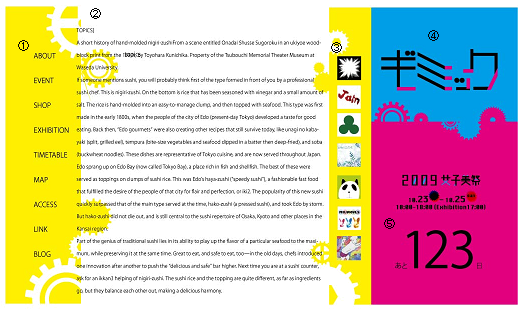 ①
ABOUT
EVENT
SHOP
EXHIBITION
TIMETABLE
MAP
ACCESS
LINK
BLOG
②
TOPICS]
A short history of hand-molded nigiri sushi From a scene entitled Onadai Shusse Sugoroku in an ukiyoe wood-
block print from the by Toyohara Kunichika. Property of the Tsubouchi Memorial Theater Museum at
Waseda University.
If someone mentions sushi, you will probably think first of the type formed in front of you by a professional
sushi chef. This is nigiri sushi. On the bottom is rice that has been seasoned with vinegar and a small amount of
salt. The rice is hand-molded into an easy-to-manage clump, and then topped with seafood. This type was first
made in the early 1800s, when the people of the city of Edo (present-day Tokyo) developed a taste for good
eating. Back then, "Edo gourmets" were also creating other recipes that still survive today, like unagi no kaba-
yaki (split, grilled eel), tempura (bite-size vegetables and seafood dipped in a batter then deep-fried), and soba
(buckwheat noodles). These dishes are representative of Tokyo cuisine, and are now served throughout Japan.
Edo sprang up on Edo Bay (now called Tokyo Bay), a place rich in fish and shellfish. The best of these were
served as toppings on clumps of sushi rice. This was Edo's haya-zushi ("speedy sushi"), a fashionable fast food
that fulfilled the desire of the people of that city for flair and perfection, or iki2. The popularity of this new sushi
quickly surpassed that of the main type served at the time, hako-zushi (a pressed sushi), and took Edo by storm.
But hako-zushi did not die out, and is still central to the sushi repertoire of Osaka, Kyoto and other places in the
Kansai region.
Part of the genius of traditional sushi lies in its ability to play up the flavor of a particular seafood to the maxi-
mum, while preserving it at the same time. Great to eat, and safe to eat, too—in the old days, chefs introduced
one innovation after another to push the "delicious and safe" bar higher. Next time you are at a sushi counter,
ask for an ikkan3 helping of nigiri-zushi. The sushi rice and the topping are quite different, as far as ingredients
go, but they balance each other out, making a delicious harmony.
③
Jain
④
ギミック
2009 女子美祭
10.23 10.25
10:00-18:00 (Exhibition17:00)
⑤
あと 123 日